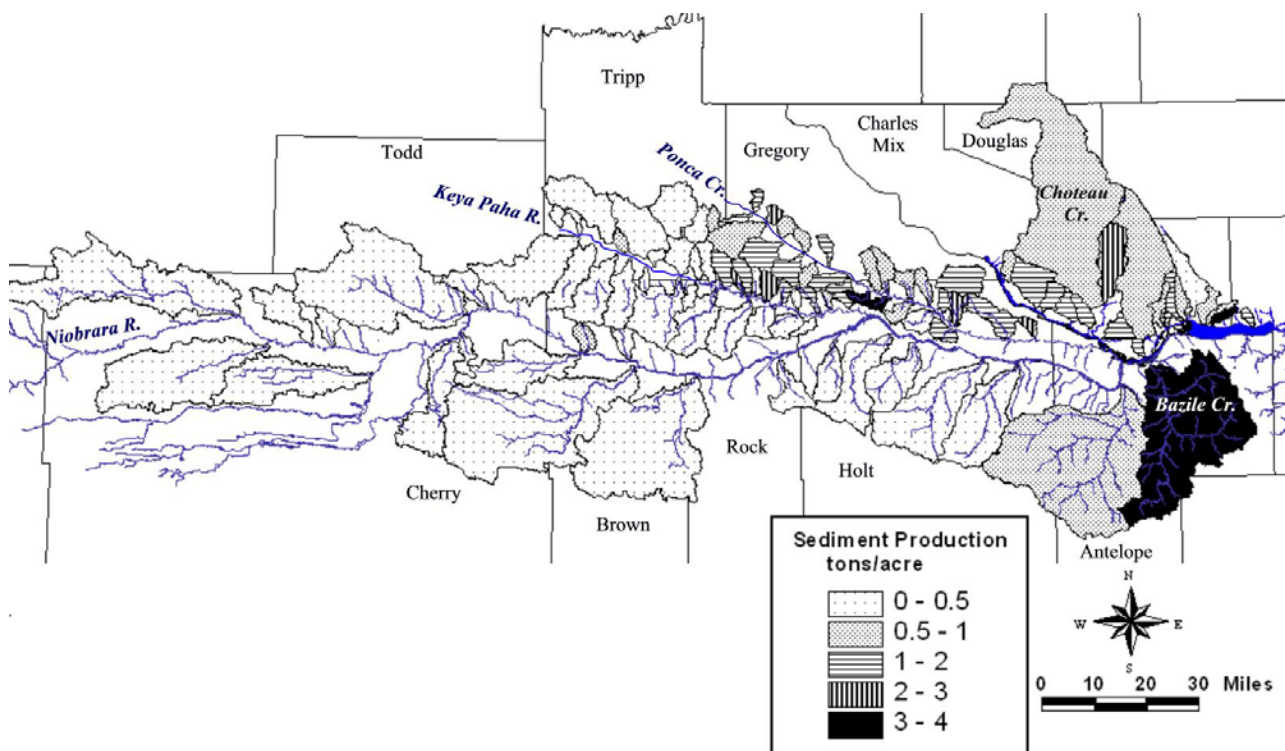 Tripp
Charles
Mix
Douglas
Gregory
Todd
Ponca Cr.
Keya Paha R.
Choteau
Cr.
Niobrara R.
Bazile Cr.
Rock
Holt
Cherry
Brown
Antelope
Sediment Production
tons/acre
0 - 0.5
0.5 - 1
1 - 2
2 - 3
3 - 4
N
W E
S
0 10 20 30 Miles